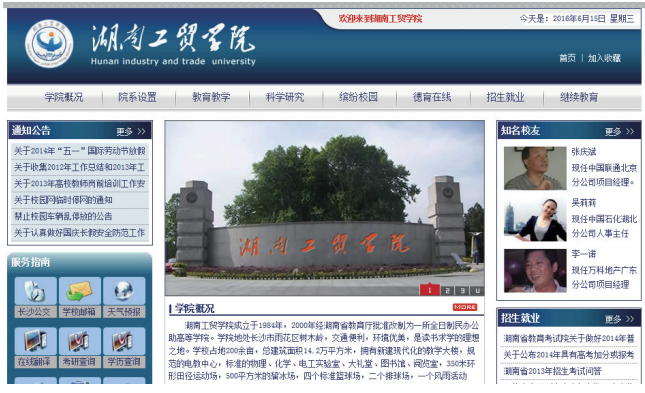 欢迎来到湖南工贸学院
今天是：2016年6月15日 星期三
湖南工贸学院
Hunan industry and trade university
首页 | 加入收藏
学院概况 院系设置 教育教学 科学研究 缤纷校园 德育在线 招生就业 继续教育
通知公告 更多 >>
关于2014年“五一”国际劳动节放假
关于收集2012年工作总结和2013年工
关于2013年高校教师岗前培训工作安
关于校园网临时停网的通知
禁止校园车辆乱停放的公告
关于认真做好国庆长假安全防范工作
服务指南
长沙公交 学校邮箱 天气预报
在线翻译 考研查询 学历查询
湖南工贸学院
1 2 3 4
学院概况 MORE
湖南工贸学院成立于1984年，2000年经湖南省教育厅批准改制为一所全日制民办公
助高等学院。学院地处长沙市雨花区树木岭，交通便利，环境优美，是读书求学的理想
之地。学校占地200余亩，总建筑面积14.2万平方米，拥有新建现代化的教学大楼，规
范的电教中心，标准的物理、化学、电工实验室、大礼堂、图书馆、阅览室，350米环
形田径运动场，500平方米的篮冰场，四个标准篮球场，二个排球场，一个风雨活动
知名校友 更多 >>
张庆斌
现任中国联通北京
分公司项目经理。
吴莉莉
现任中国石化湖北
分公司人事主任
李一诺
现任万科地产广东
分公司项目经理
招生就业 更多 >>
湖南省教育考试院关于做好2014年普
关于公布2014年具有高考加分或报考
湖南省2013年招生考试问答